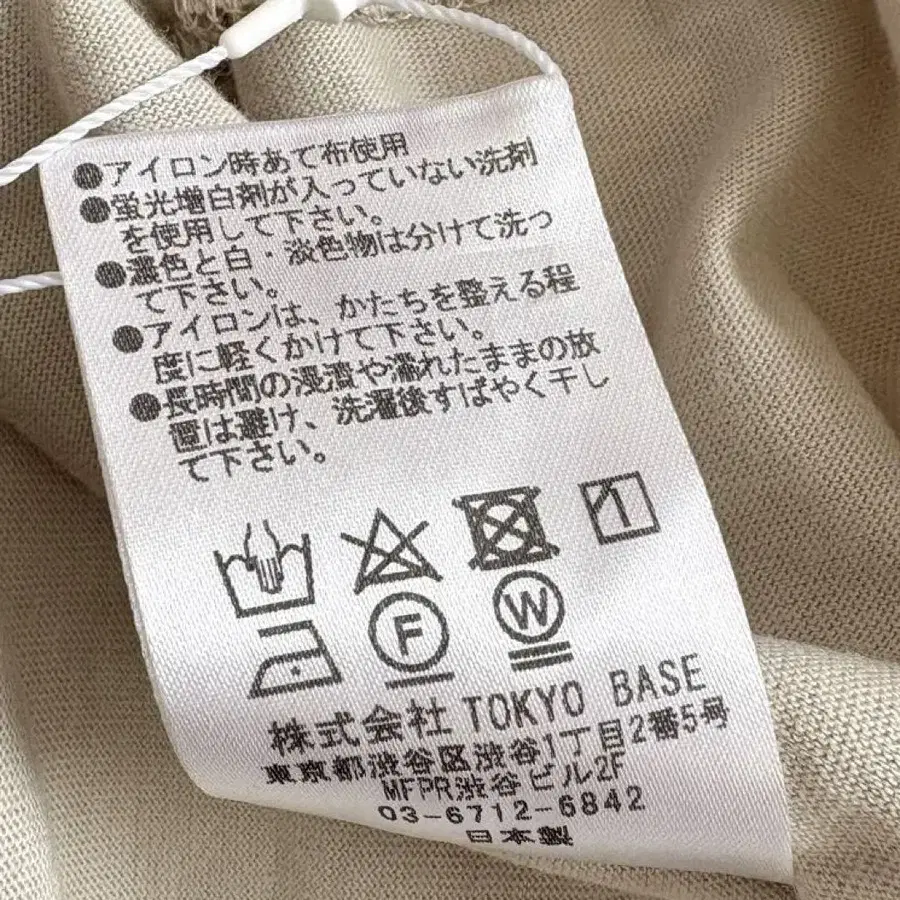 ●アイロン時あて布使用
●蛍光増白剤が入っていない洗剤
を使用して下さい。
●濃色と白・淡色物は分けて洗っ
て下さい。
●アイロンは、かたちを整える程
度に軽くかけて下さい。
●長時間の浸漬や濡れたままの放
置は避け、洗濯後すばやく干し
て下さい。
F W
株式会社 TOKYO BASE
東京都渋谷区渋谷1丁目2番5号
MFPR渋谷ビル2F
03-6712-6842
日本製